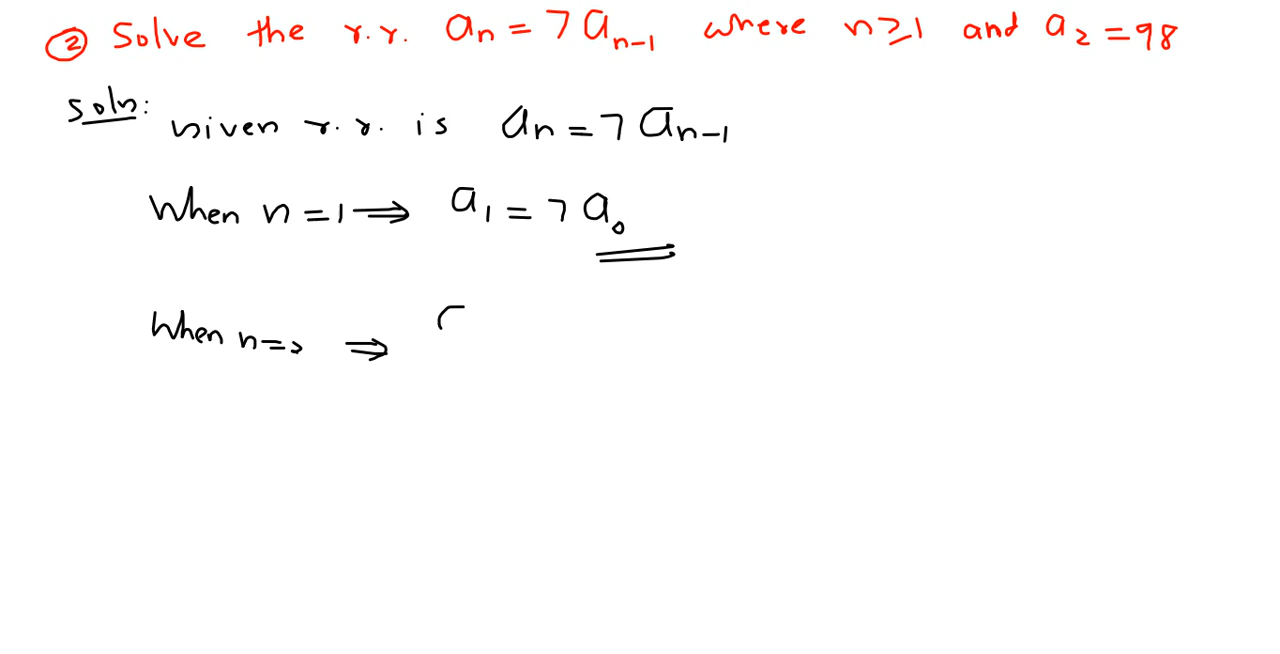 ② Solve the r.r. aₙ = 7aₙ₋₁ where n ≥ 1 and a₂ = 98
Soln: Given r.r. is aₙ = 7aₙ₋₁
When n = 1 ⇒ a₁ = 7a₀
When n = 2 ⇒